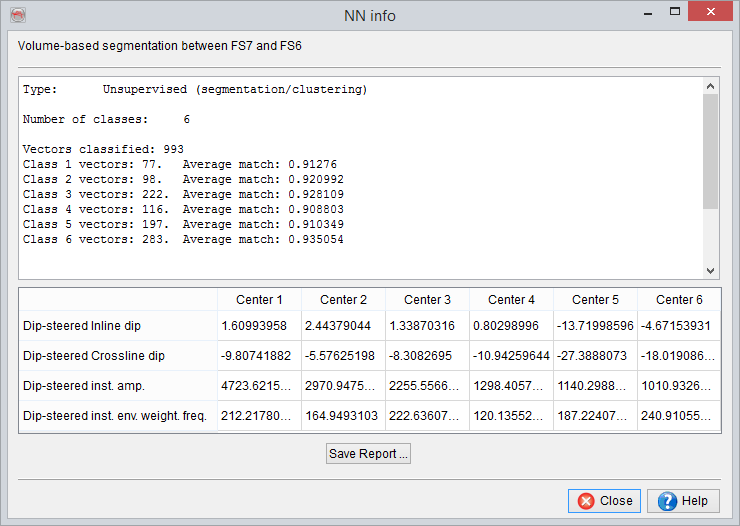 NN info
Volume-based segmentation between FS7 and FS6
Type: Unsupervised (segmentation/clustering)
Number of classes: 6
Vectors classified: 993
Class 1 vectors: 77. Average match: 0.91276
Class 2 vectors: 98. Average match: 0.920992
Class 3 vectors: 222. Average match: 0.928109
Class 4 vectors: 116. Average match: 0.908803
Class 5 vectors: 197. Average match: 0.910349
Class 6 vectors: 283. Average match: 0.935054
Center 1 Center 2 Center 3 Center 4 Center 5 Center 6
Dip-steered Inline dip 1.60993958 2.44379044 1.33870316 0.80298996 -13.71998596 -4.67153931
Dip-steered Crossline dip -9.80741882 -5.57625198 -8.3082695 -10.94259644 -27.3888073 -18.019086...
Dip-steered inst. amp. 4723.6215... 2970.9475... 2255.5566... 1298.4057... 1140.2988... 1010.9326...
Dip-steered inst. env. weight. freq. 212.21780... 164.9493103 222.63607... 120.13552... 187.22407... 240.91055...
Save Report ...
Close Help